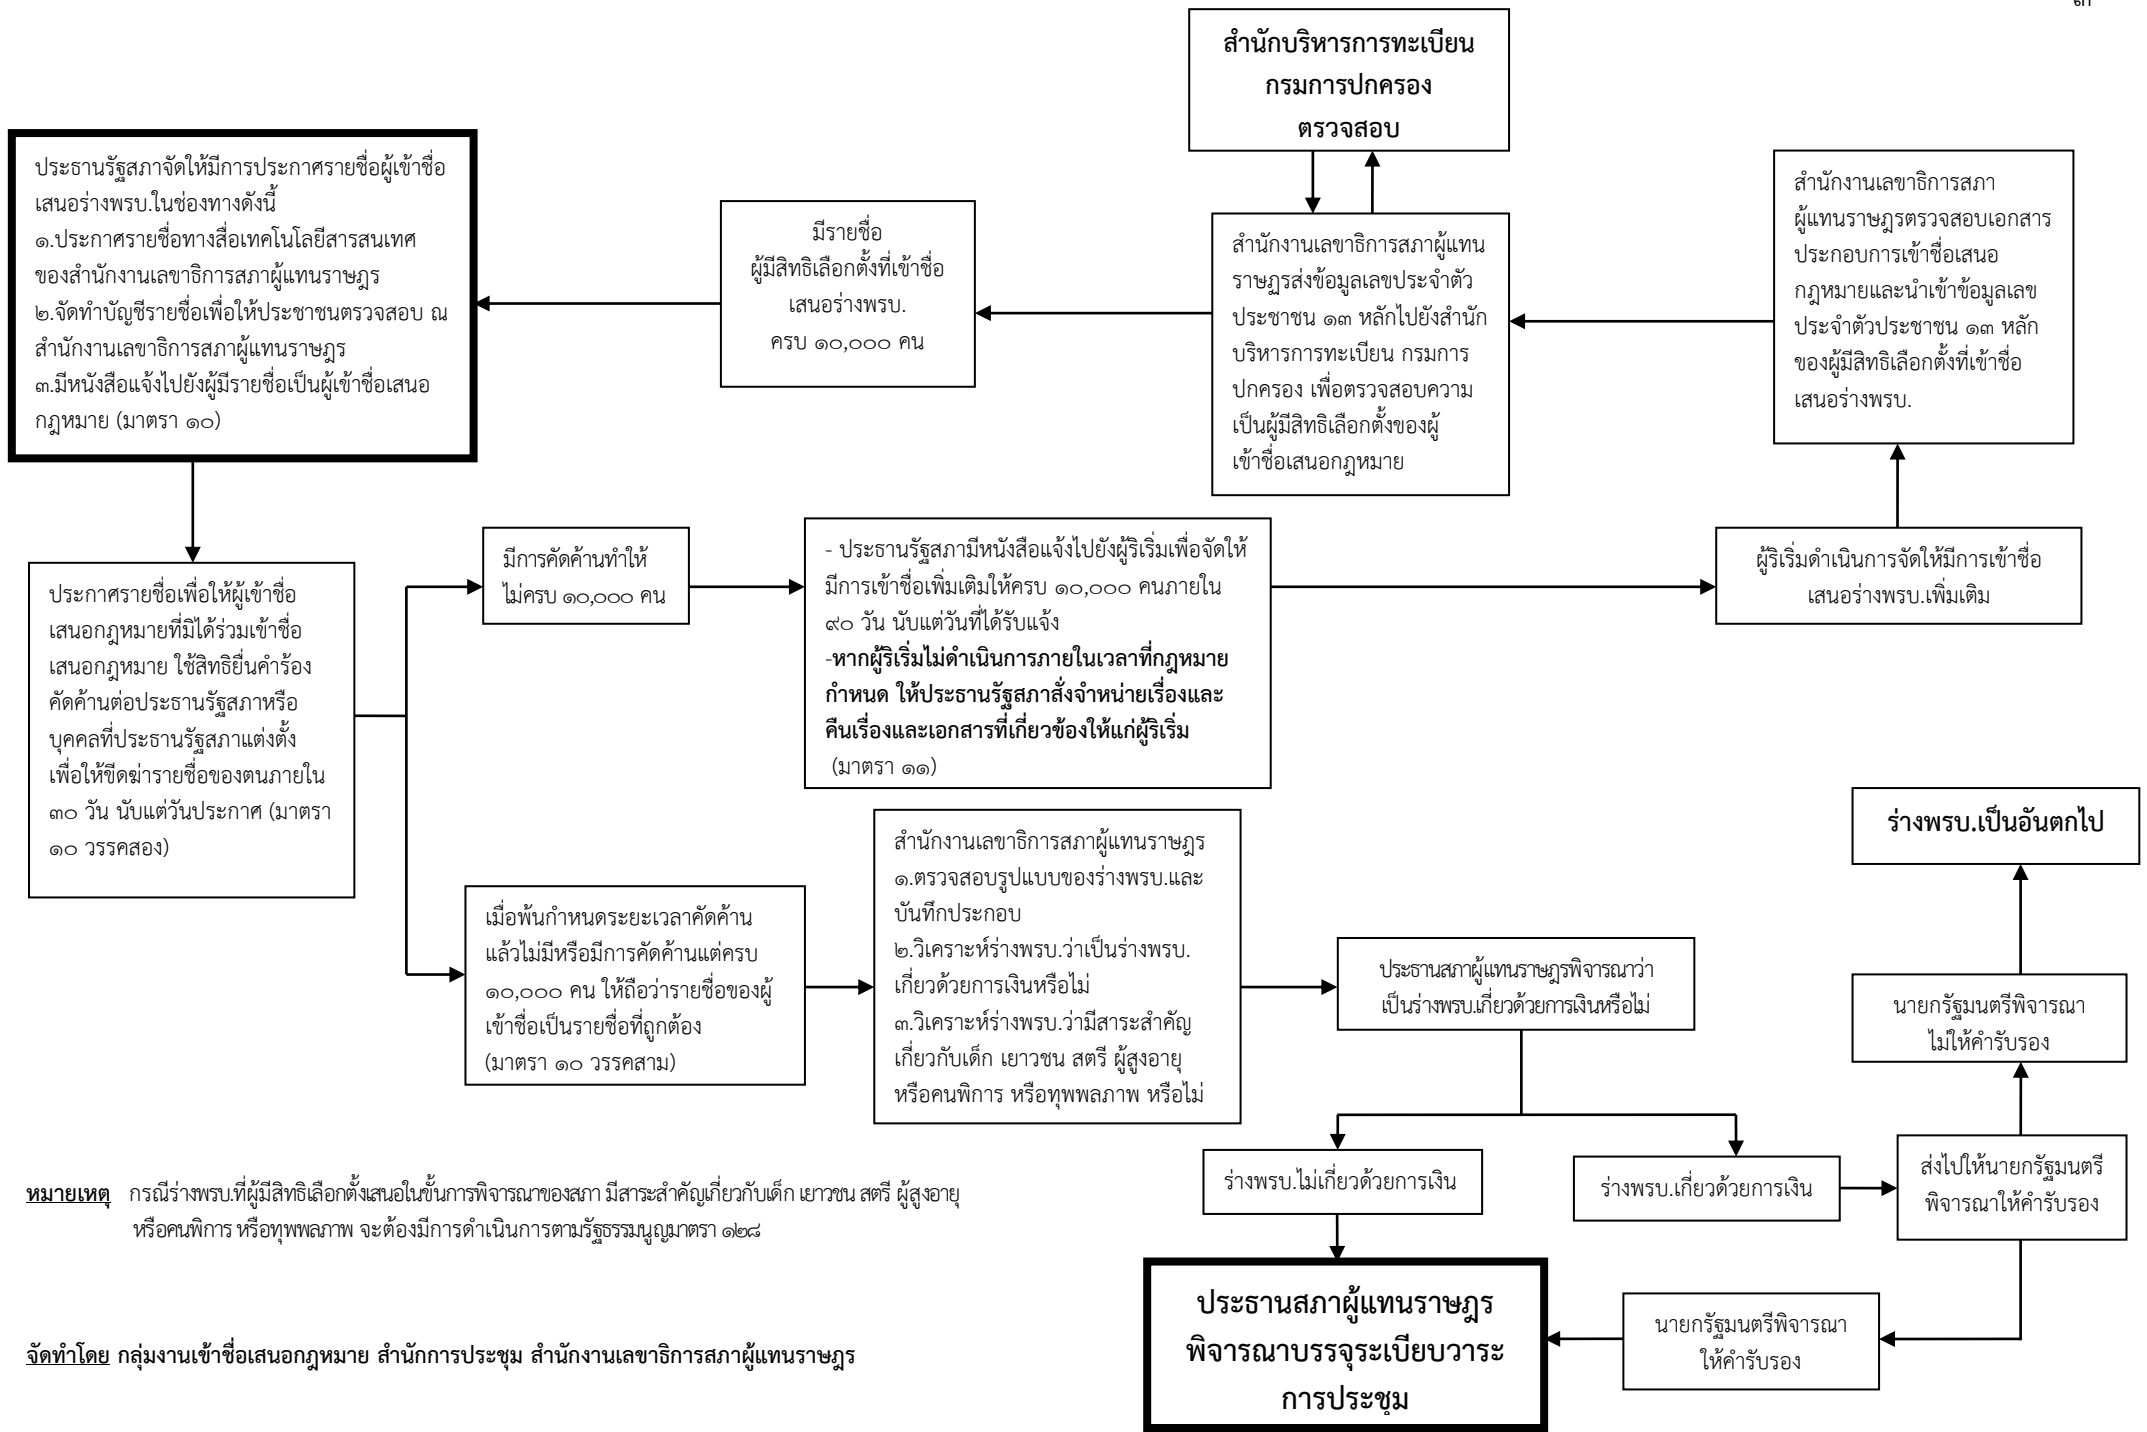 ๓
สำนักบริหารการทะเบียน
กรมการปกครอง
ตรวจสอบ
ประธานรัฐสภาจัดให้มีการประกาศรายชื่อผู้เข้าชื่อ
เสนอร่างพรบ.ในช่องทางดังนี้
๑.ประกาศรายชื่อทางสื่อเทคโนโลยีสารสนเทศ
ของสำนักงานเลขาธิการสภาผู้แทนราษฎร
๒.จัดทำบัญชีรายชื่อเพื่อให้ประชาชนตรวจสอบ ณ
สำนักงานเลขาธิการสภาผู้แทนราษฎร
๓.มีหนังสือแจ้งไปยังผู้มีรายชื่อเป็นผู้เข้าชื่อเสนอ
กฎหมาย (มาตรา ๑๐)
มีรายชื่อ
ผู้มีสิทธิเลือกตั้งที่เข้าชื่อ
เสนอร่างพรบ.
ครบ ๑๐,๐๐๐ คน
สำนักงานเลขาธิการสภาผู้แทน
ราษฎรส่งข้อมูลเลขประจำตัว
ประชาชน ๑๓ หลักไปยังสำนัก
บริหารการทะเบียน กรมการ
ปกครอง เพื่อตรวจสอบความ
เป็นผู้มีสิทธิเลือกตั้งของผู้
เข้าชื่อเสนอกฎหมาย
สำนักงานเลขาธิการสภา
ผู้แทนราษฎรตรวจสอบเอกสาร
ประกอบการเข้าชื่อเสนอ
กฎหมายและนำเข้าข้อมูลเลข
ประจำตัวประชาชน ๑๓ หลัก
ของผู้มีสิทธิเลือกตั้งที่เข้าชื่อ
เสนอร่างพรบ.
ประกาศรายชื่อเพื่อให้ผู้เข้าชื่อ
เสนอกฎหมายที่มิได้ร่วมเข้าชื่อ
เสนอกฎหมาย ใช้สิทธิยื่นคำร้อง
คัดค้านต่อประธานรัฐสภาหรือ
บุคคลที่ประธานรัฐสภาแต่งตั้ง
เพื่อให้ขีดฆ่ารายชื่อของตนภายใน
๓๐ วัน นับแต่วันประกาศ (มาตรา
๑๐ วรรคสอง)
มีการคัดค้านทำให้
ไม่ครบ ๑๐,๐๐๐ คน
- ประธานรัฐสภามีหนังสือแจ้งไปยังผู้ริเริ่มเพื่อจัดให้
มีการเข้าชื่อเพิ่มเติมให้ครบ ๑๐,๐๐๐ คนภายใน
๙๐ วัน นับแต่วันที่ได้รับแจ้ง
-หากผู้ริเริ่มไม่ดำเนินการภายในเวลาที่กฎหมาย
กำหนด ให้ประธานรัฐสภาสั่งจำหน่ายเรื่องและ
คืนเรื่องและเอกสารที่เกี่ยวข้องให้แก่ผู้ริเริ่ม
(มาตรา ๑๑)
ผู้ริเริ่มดำเนินการจัดให้มีการเข้าชื่อ
เสนอร่างพรบ.เพิ่มเติม
เมื่อพ้นกำหนดระยะเวลาคัดค้าน
แล้วไม่มีหรือมีการคัดค้านแต่ครบ
๑๐,๐๐๐ คน ให้ถือว่ารายชื่อของผู้
เข้าชื่อเป็นรายชื่อที่ถูกต้อง
(มาตรา ๑๐ วรรคสาม)
สำนักงานเลขาธิการสภาผู้แทนราษฎร
๑.ตรวจสอบรูปแบบของร่างพรบ.และ
บันทึกประกอบ
๒.วิเคราะห์ร่างพรบ.ว่าเป็นร่างพรบ.
เกี่ยวด้วยการเงินหรือไม่
๓.วิเคราะห์ร่างพรบ.ว่ามีสาระสำคัญ
เกี่ยวกับเด็ก เยาวชน สตรี ผู้สูงอายุ
หรือคนพิการ หรือทุพพลภาพ หรือไม่
ประธานสภาผู้แทนราษฎรพิจารณาว่า
เป็นร่างพรบ.เกี่ยวด้วยการเงินหรือไม่
ร่างพรบ.เป็นอันตกไป
นายกรัฐมนตรีพิจารณา
ไม่ให้คำรับรอง
ร่างพรบ.ไม่เกี่ยวด้วยการเงิน
ร่างพรบ.เกี่ยวด้วยการเงิน
ส่งไปให้นายกรัฐมนตรี
พิจารณาให้คำรับรอง
หมายเหตุ กรณีร่างพรบ.ที่ผู้มีสิทธิเลือกตั้งเสนอในขั้นการพิจารณาของสภา มีสาระสำคัญเกี่ยวกับเด็ก เยาวชน สตรี ผู้สูงอายุ
หรือคนพิการ หรือทุพพลภาพ จะต้องมีการดำเนินการตามรัฐธรรมนูญมาตรา ๑๒๘
ประธานสภาผู้แทนราษฎร
พิจารณาบรรจุระเบียบวาระ
การประชุม
นายกรัฐมนตรีพิจารณา
ให้คำรับรอง
จัดทำโดย กลุ่มงานเข้าชื่อเสนอกฎหมาย สำนักการประชุม สำนักงานเลขาธิการสภาผู้แทนราษฎร